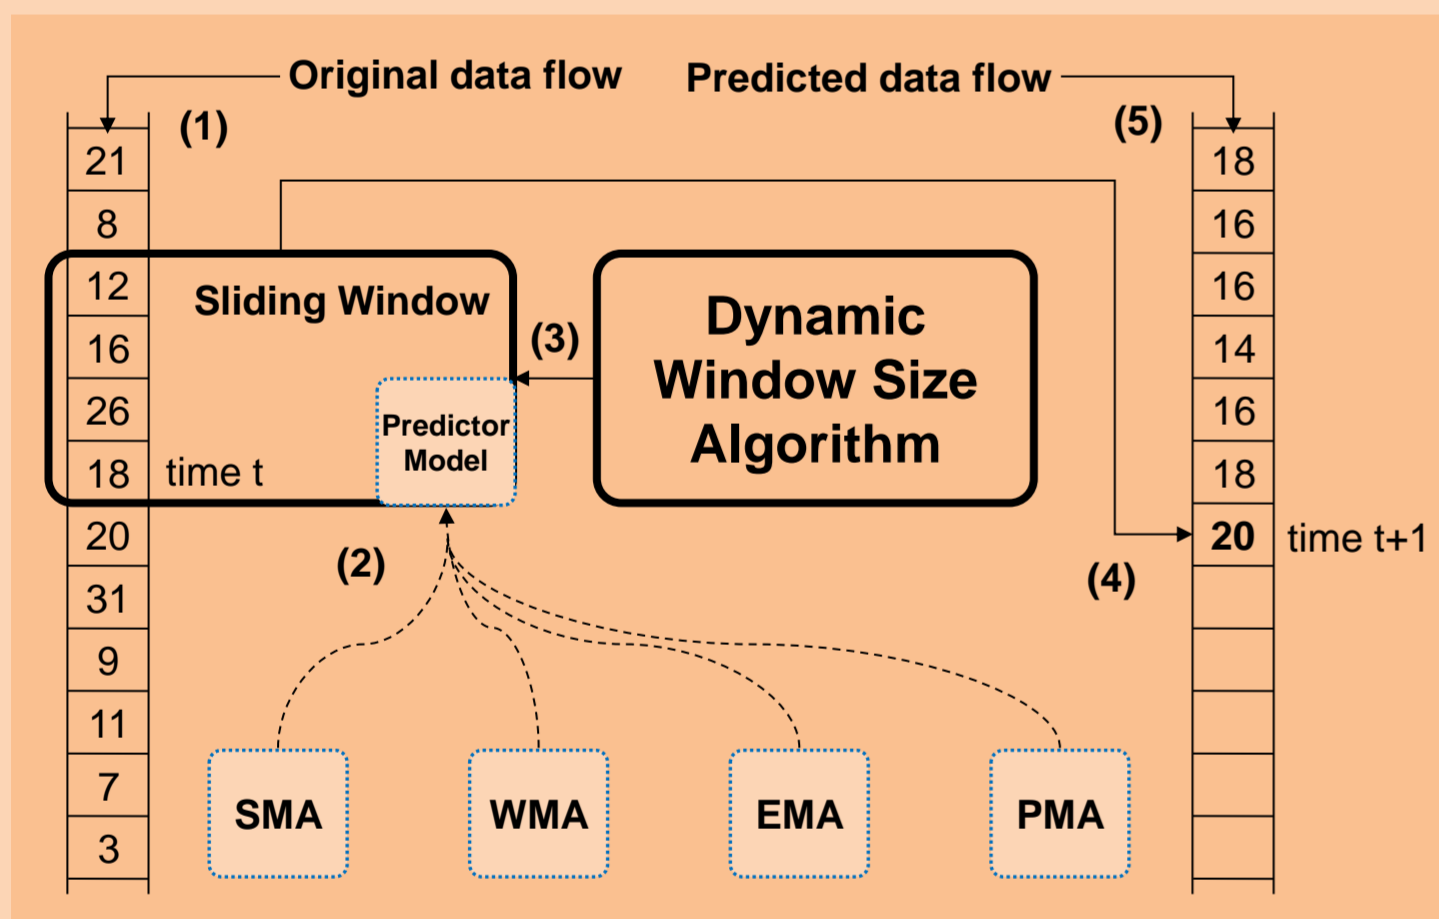 Original data flow
Predicted data flow
(1)
(5)
21
8
12
16
26
18
20
31
9
11
7
3
time t
Sliding Window
(3)
Predictor
Model
Dynamic
Window Size
Algorithm
(2)
(4)
18
16
16
14
16
18
20
time t+1
SMA
WMA
EMA
PMA